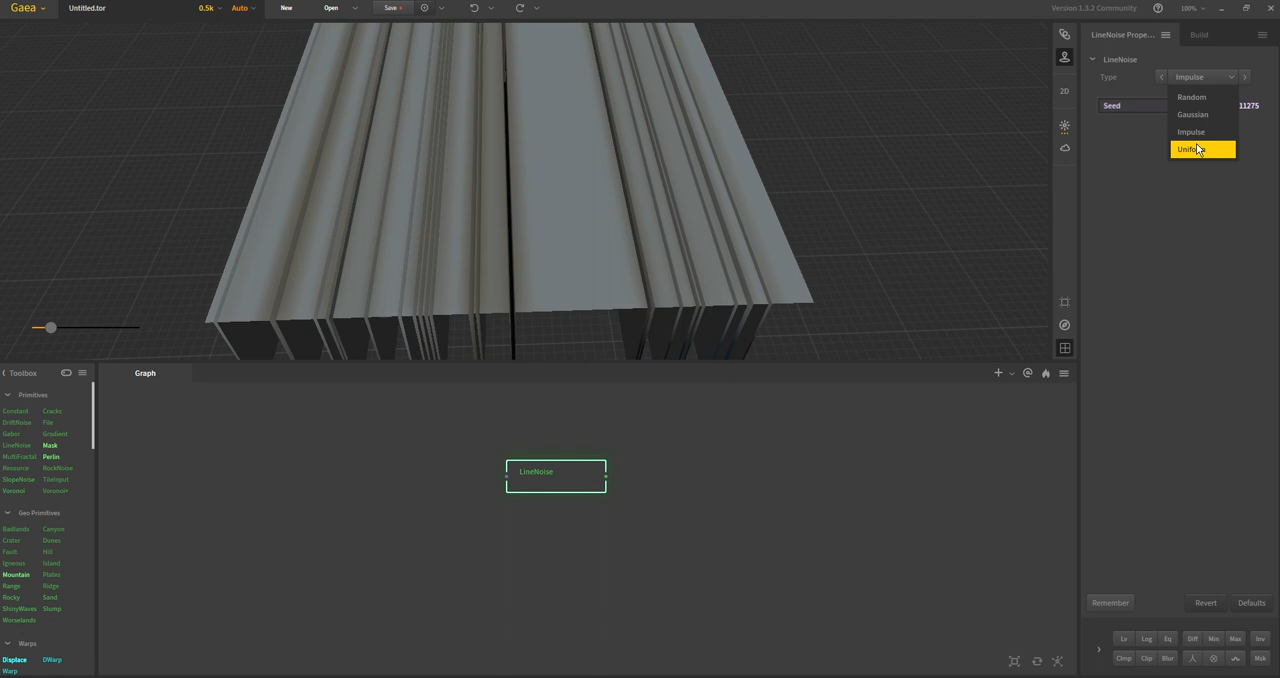 Gaea
Untitled.tor
0.5k
Auto
New
Open
Save
Version 1.3.2 Community
100%
LineNoise Prope...
Build
LineNoise
Type
Impulse
Random
Seed
11275
Gaussian
Impulse
2D
Toolbox
Graph
Primitives
Constant Cracks
DriftNoise File
Gabor Gradient
LineNoise Mask
MultiFractal Perlin
Resource RockNoise
SlopeNoise TileInput
Voronoi Voronoi+
LineNoise
Geo Primitives
Badlands Canyon
Crater Dunes
Fault Hill
Igneous Island
Mountain Plates
Range Ridge
Rocky Sand
ShinyWaves Slump
Worselands
Warps
Displace DWarp
Warp
Remember
Revert
Defaults
Lv Log Eq Diff Min Max Inv
Clmp Clip Blur Msk